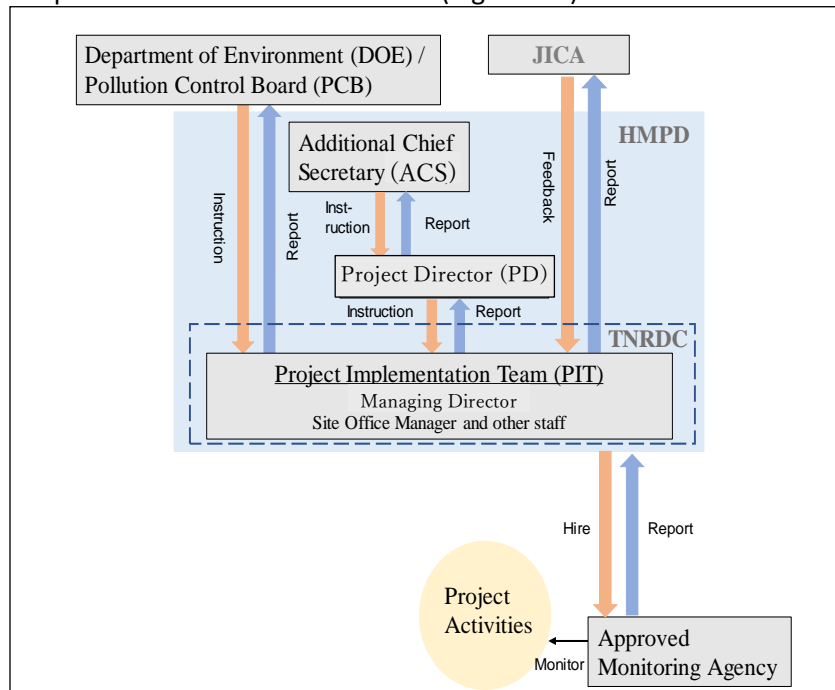 Department of Environment (DOE) /
Pollution Control Board (PCB)
JICA
HMPD
Additional Chief
Secretary (ACS)
Instruction
Report
Inst-
ruction
Report
Feedback
Report
Project Director (PD)
Instruction
Report
TNRDC
Project Implementation Team (PIT)
Managing Director
Site Office Manager and other staff
Hire
Report
Project
Activities
Monitor
Approved
Monitoring Agency